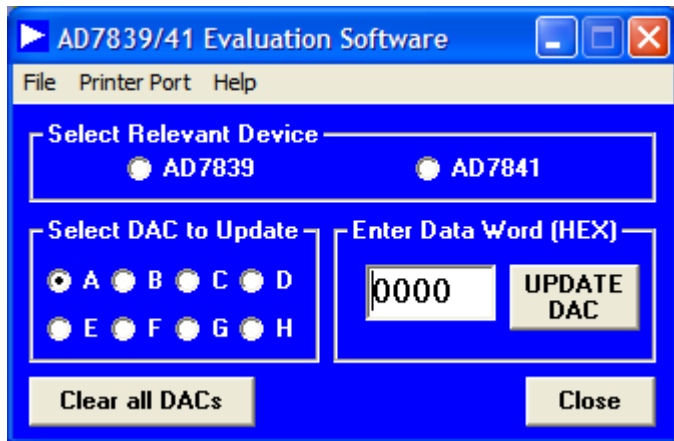 AD7839/41 Evaluation Software
File Printer Port Help
Select Relevant Device
AD7839 AD7841
Select DAC to Update
A B C D
E F G H
Enter Data Word (HEX)
0000
UPDATE
DAC
Clear all DACs
Close